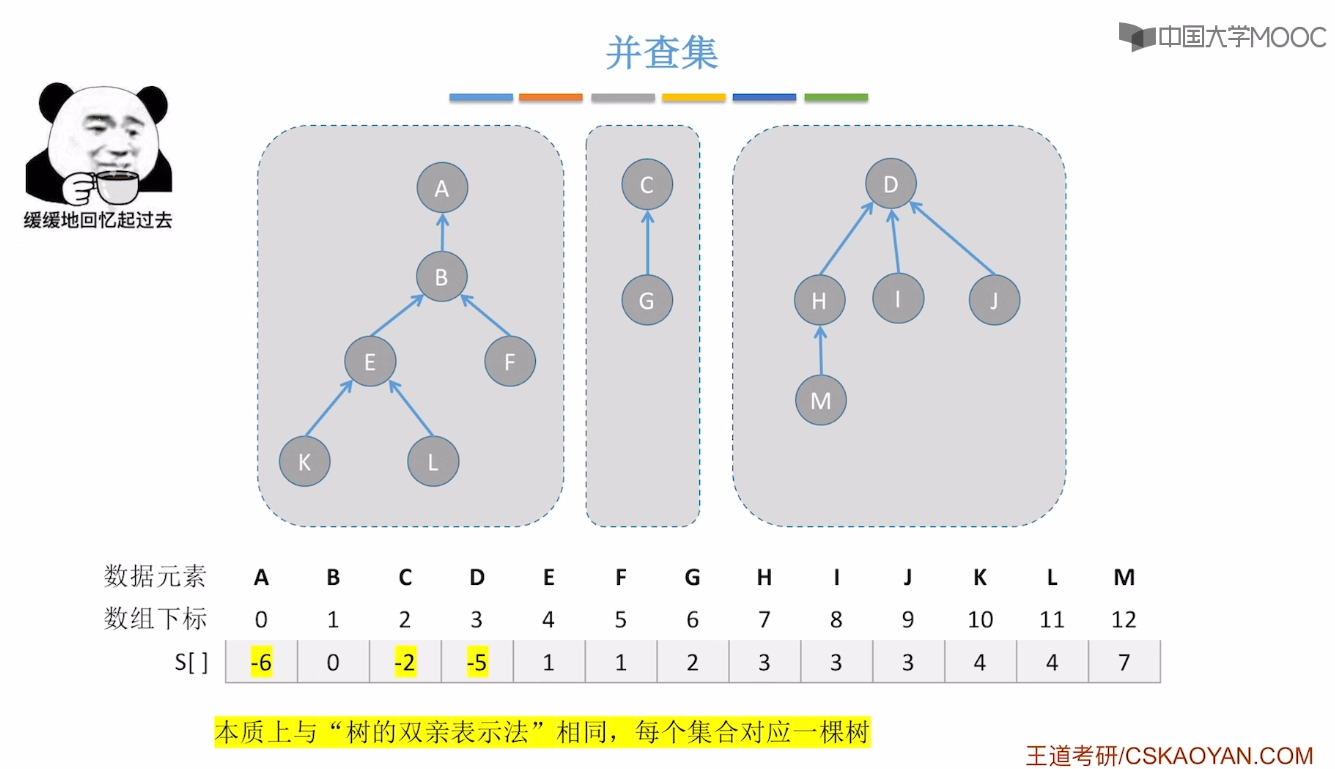 并查集
中国大学MOOC
缓缓地回忆起过去
A
C
D
B
H
I
J
G
E
F
M
K
L
数据元素 A B C D E F G H I J K L M
数组下标 0 1 2 3 4 5 6 7 8 9 10 11 12
S[ ] -6 0 -2 -5 1 1 2 3 3 3 4 4 7
本质上与“树的双亲表示法”相同，每个集合对应一棵树
王道考研/CSKAOYAN.COM